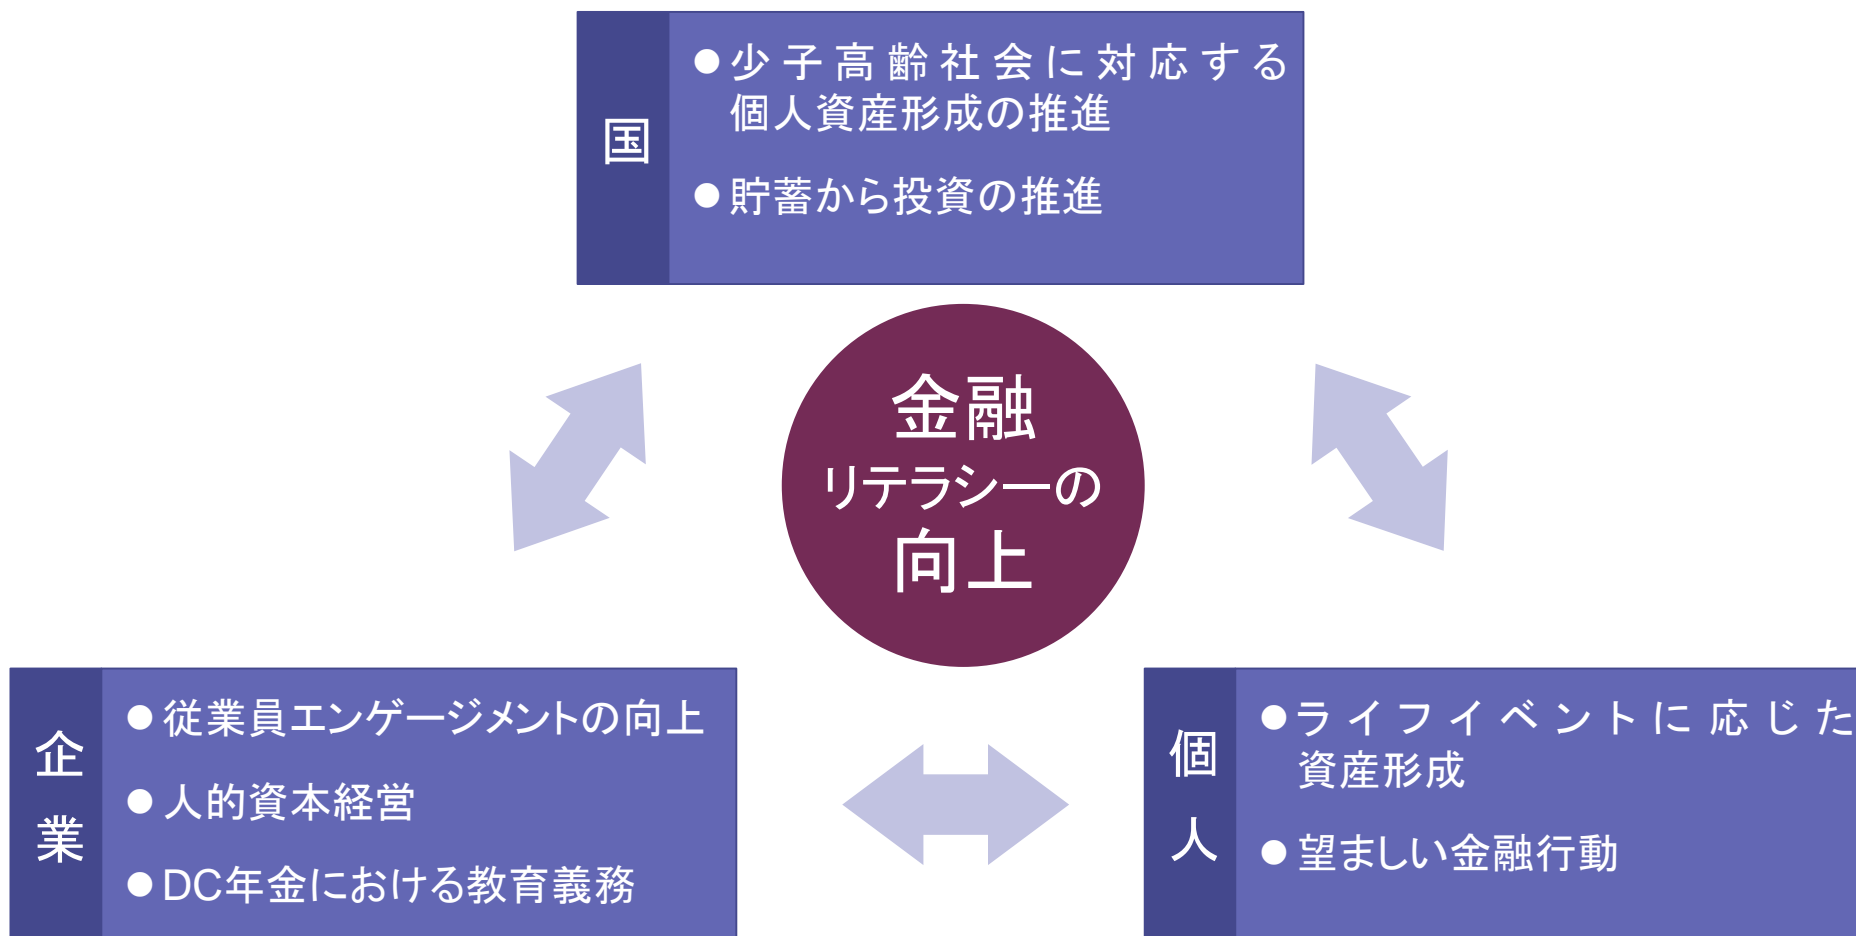 国
●少子高齢社会に対応する
個人資産形成の推進
●貯蓄から投資の推進
金融
リテラシーの
向上
企
業
●従業員エンゲージメントの向上
●人的資本経営
●DC年金における教育義務
個
人
●ライフイベントに応じた
資産形成
●望ましい金融行動